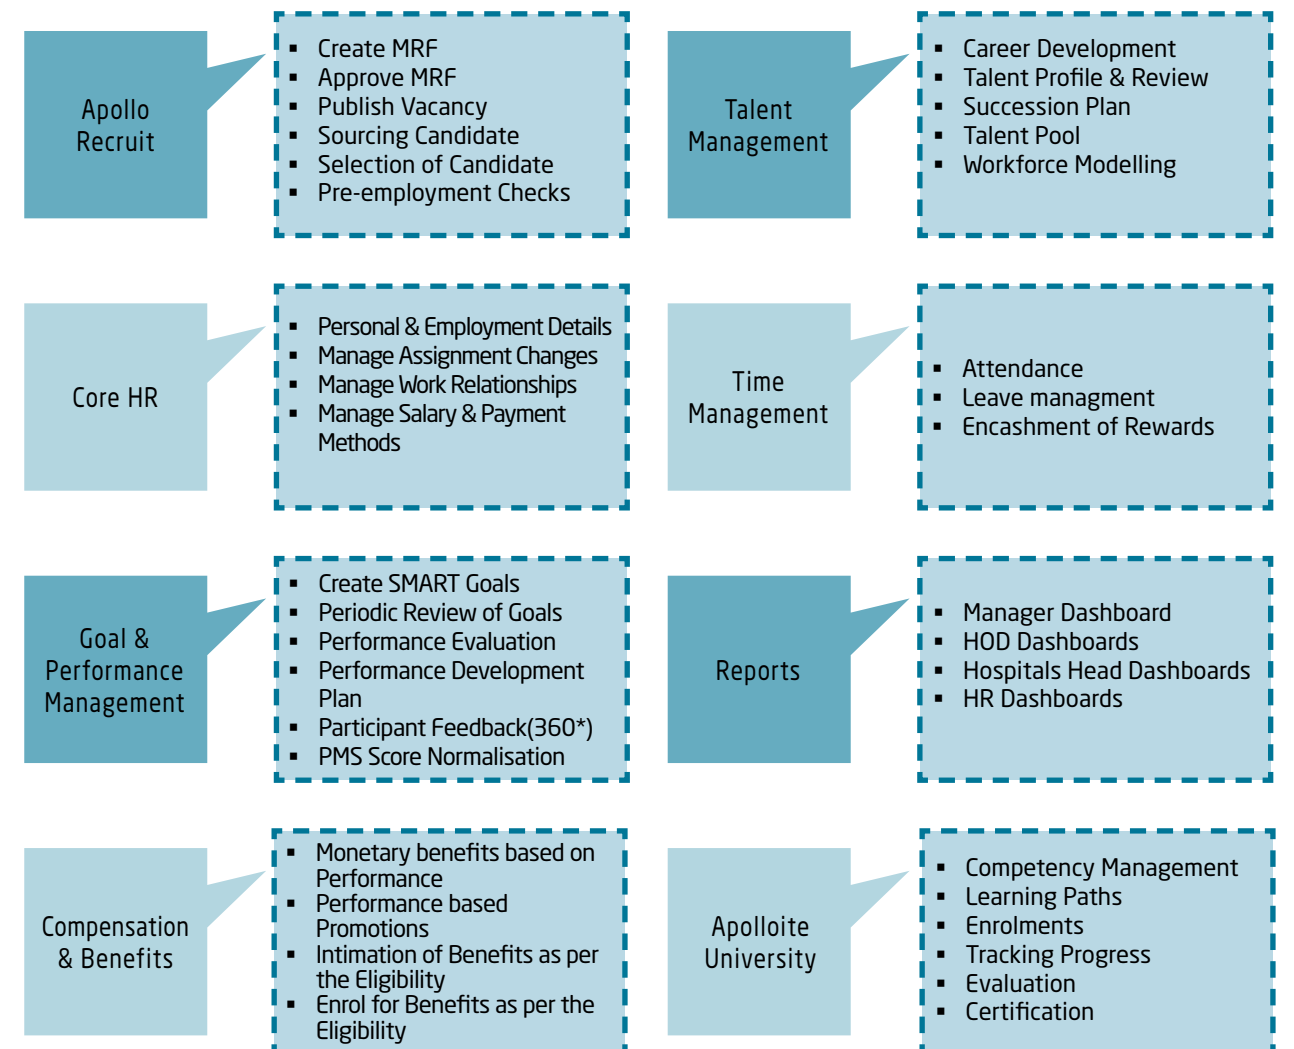 Apollo
Recruit
▪ Create MRF
▪ Approve MRF
▪ Publish Vacancy
▪ Sourcing Candidate
▪ Selection of Candidate
▪ Pre-employment Checks
Talent
Management
▪ Career Development
▪ Talent Profile & Review
▪ Succession Plan
▪ Talent Pool
▪ Workforce Modelling
Core HR
▪ Personal & Employment Details
▪ Manage Assignment Changes
▪ Manage Work Relationships
▪ Manage Salary & Payment
Methods
Time
Management
▪ Attendance
▪ Leave managment
▪ Encashment of Rewards
Goal &
Performance
Management
▪ Create SMART Goals
▪ Periodic Review of Goals
▪ Performance Evaluation
▪ Performance Development
Plan
▪ Participant Feedback(360*)
▪ PMS Score Normalisation
Reports
▪ Manager Dashboard
▪ HOD Dashboards
▪ Hospitals Head Dashboards
▪ HR Dashboards
Compensation
& Benefits
▪ Monetary benefits based on
Performance
▪ Performance based
Promotions
▪ Intimation of Benefits as per
the Eligibility
▪ Enrol for Benefits as per the
Eligibility
Apolloite
University
▪ Competency Management
▪ Learning Paths
▪ Enrolments
▪ Tracking Progress
▪ Evaluation
▪ Certification